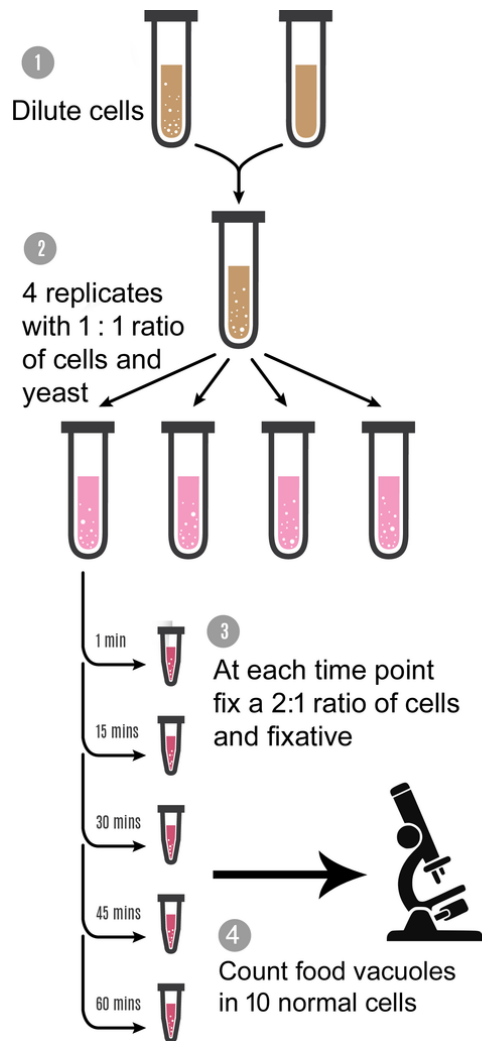 1
Dilute cells
2
4 replicates
with 1 : 1 ratio
of cells and
yeast
1 min
3
At each time point
fix a 2:1 ratio of cells
and fixative
15 mins
30 mins
45 mins
4
Count food vacuoles
in 10 normal cells
60 mins